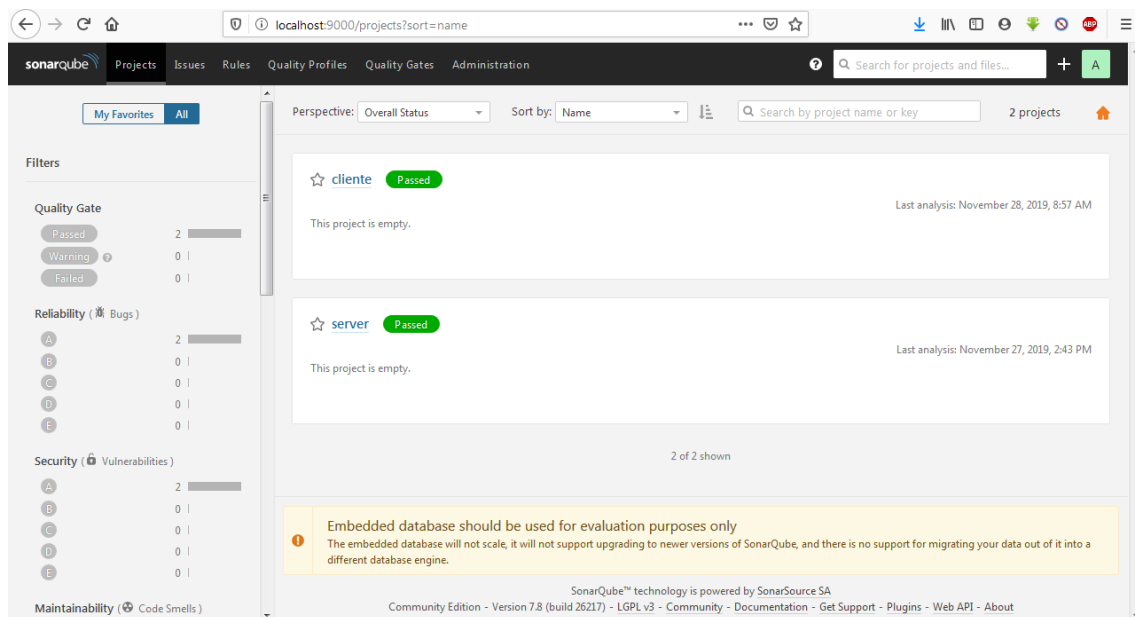 localhost:9000/projects?sort=name
ABP
sonarqube Projects Issues Rules Quality Profiles Quality Gates Administration
? Search for projects and files... + A
My Favorites All
Perspective: Overall Status Sort by: Name Search by project name or key 2 projects
Filters
Quality Gate
Passed 2
Warning ? 0
Failed 0
Reliability ( Bugs )
A 2
B 0
C 0
D 0
E 0
Security ( Vulnerabilities )
A 2
B 0
C 0
D 0
E 0
Maintainability ( Code Smells )
cliente Passed
Last analysis: November 28, 2019, 8:57 AM
This project is empty.
server Passed
Last analysis: November 27, 2019, 2:43 PM
This project is empty.
2 of 2 shown
Embedded database should be used for evaluation purposes only
The embedded database will not scale, it will not support upgrading to newer versions of SonarQube, and there is no support for migrating your data out of it into a
different database engine.
SonarQube™ technology is powered by SonarSource SA
Community Edition - Version 7.8 (build 26217) - LGPL v3 - Community - Documentation - Get Support - Plugins - Web API - About